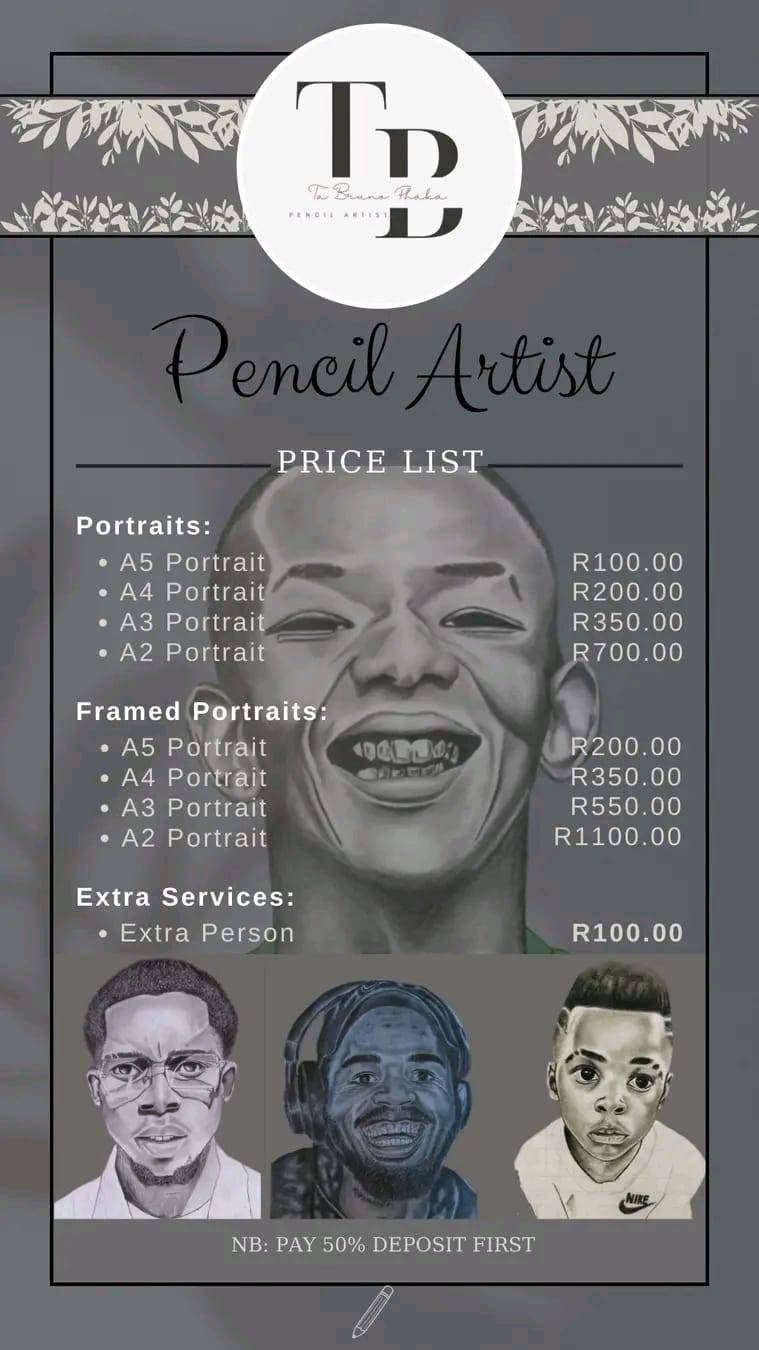 TB
Ta Bruno Phaka
PENCIL ARTIST
Pencil Artist
PRICE LIST
Portraits:
• A5 Portrait R100.00
• A4 Portrait R200.00
• A3 Portrait R350.00
• A2 Portrait R700.00
Framed Portraits:
• A5 Portrait R200.00
• A4 Portrait R350.00
• A3 Portrait R550.00
• A2 Portrait R1100.00
Extra Services:
• Extra Person R100.00
NIKE
NB: PAY 50% DEPOSIT FIRST